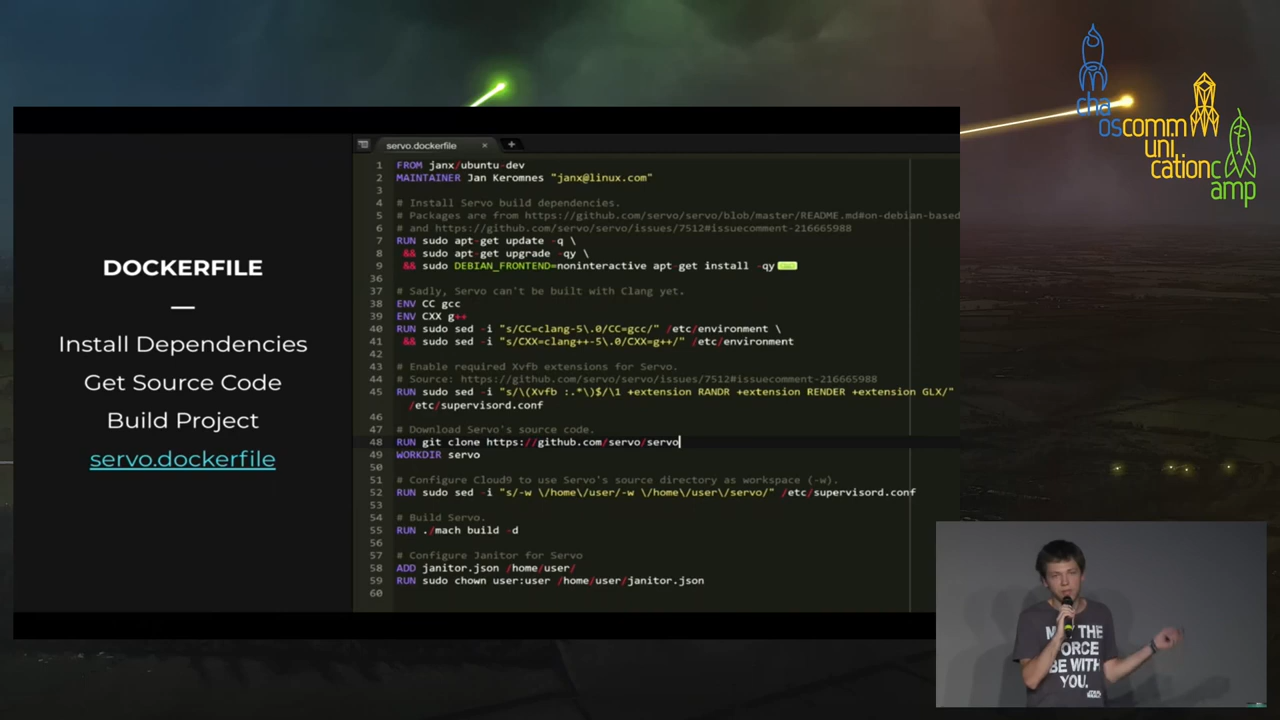 chaoscommunicationcamp
DOCKERFILE
Install Dependencies
Get Source Code
Build Project
servo.dockerfile
servo.dockerfile × +
1 FROM janx/ubuntu-dev
2 MAINTAINER Jan Keromnes "janx@linux.com"
3
4 # Install Servo build dependencies.
5 # Packages are from https://github.com/servo/servo/blob/master/README.md#on-debian-based
6 # and https://github.com/servo/servo/issues/7512#issuecomment-216665988
7 RUN sudo apt-get update -q \
8 && sudo apt-get upgrade -qy \
9 && sudo DEBIAN_FRONTEND=noninteractive apt-get install -qy
36
37 # Sadly, Servo can't be built with Clang yet.
38 ENV CC gcc
39 ENV CXX g++
40 RUN sudo sed -i "s/CC=clang-5\.0/CC=gcc/" /etc/environment \
41 && sudo sed -i "s/CXX=clang++-5\.0/CXX=g++/" /etc/environment
42
43 # Enable required Xvfb extensions for Servo.
44 # Source: https://github.com/servo/servo/issues/7512#issuecomment-216665988
45 RUN sudo sed -i "s/\(Xvfb :.*\)$/\1 +extension RANDR +extension RENDER +extension GLX/"
/etc/supervisord.conf
46
47 # Download Servo's source code.
48 RUN git clone https://github.com/servo/servo
49 WORKDIR servo
50
51 # Configure Cloud9 to use Servo's source directory as workspace (-w).
52 RUN sudo sed -i "s/-w \/home\/user/-w \/home\/user\/servo/" /etc/supervisord.conf
53
54 # Build Servo.
55 RUN ./mach build -d
56
57 # Configure Janitor for Servo
58 ADD janitor.json /home/user/
59 RUN sudo chown user:user /home/user/janitor.json
60
MAY THE
FORCE
BE WITH
YOU.